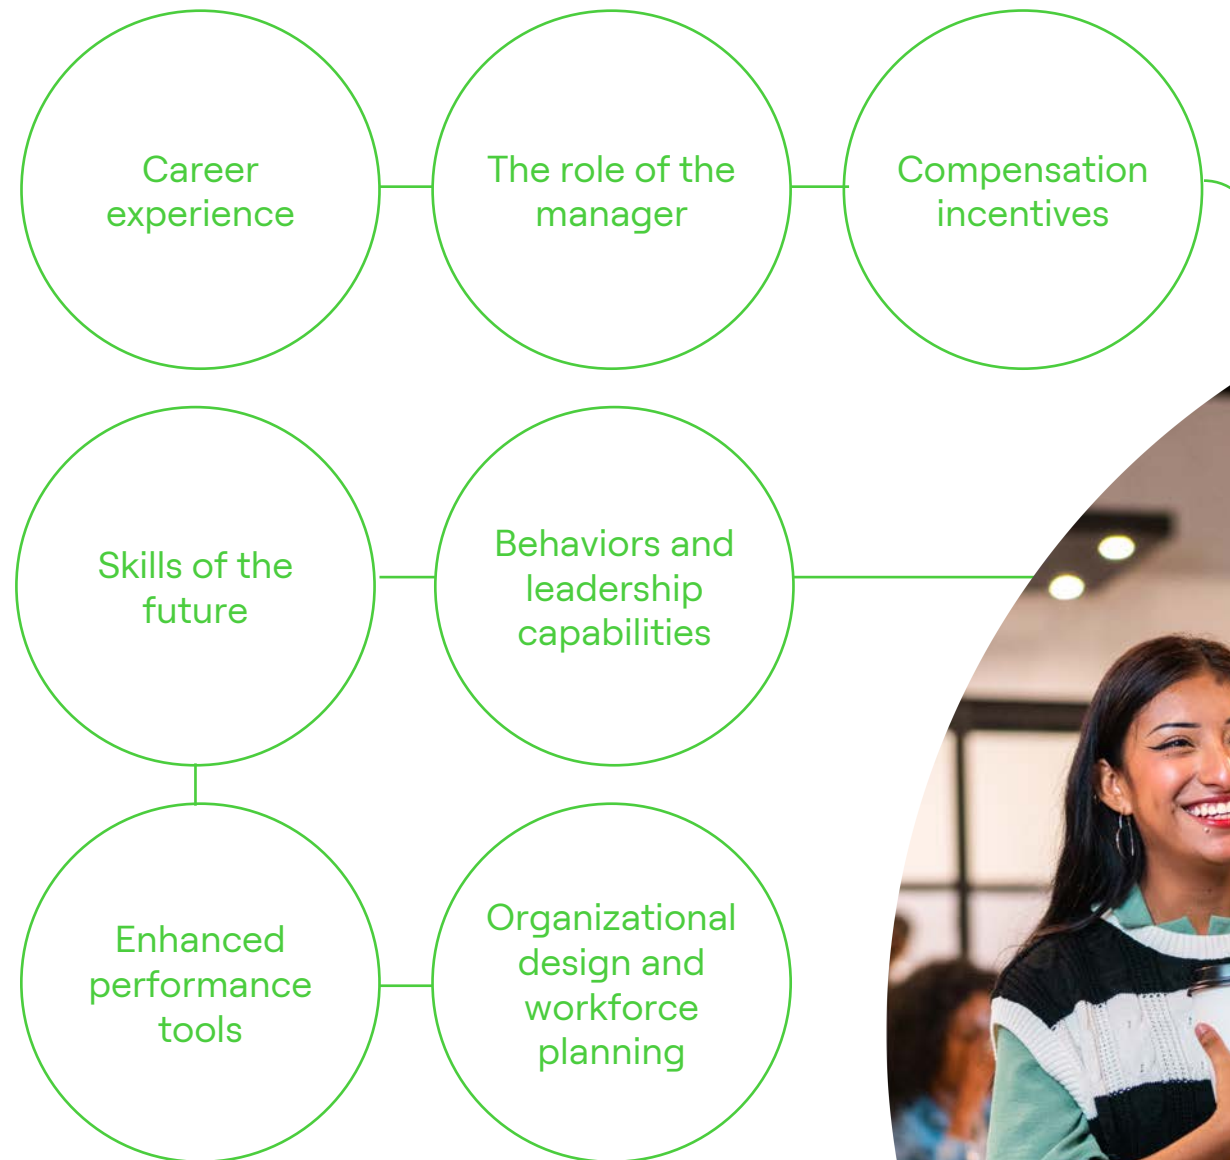 Career
experience
The role of the
manager
Compensation
incentives
Skills of the
future
Behaviors and
leadership
capabilities
Enhanced
performance
tools
Organizational
design and
workforce
planning